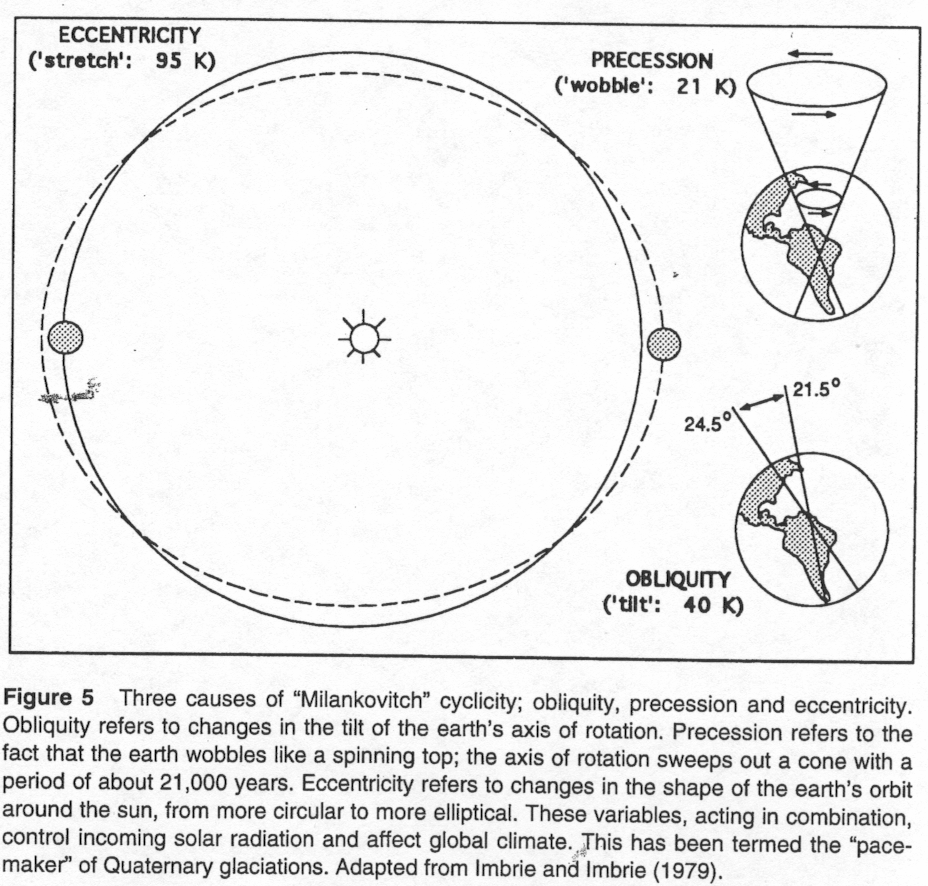 ECCENTRICITY
('stretch': 95 K)
PRECESSION
('wobble': 21 K)
21.5°
24.5°
OBLIQUITY
('tilt': 40 K)
Figure 5 Three causes of “Milankovitch” cyclicity; obliquity, precession and eccentricity.
Obliquity refers to changes in the tilt of the earth's axis of rotation. Precession refers to the
fact that the earth wobbles like a spinning top; the axis of rotation sweeps out a cone with a
period of about 21,000 years. Eccentricity refers to changes in the shape of the earth's orbit
around the sun, from more circular to more elliptical. These variables, acting in combination,
control incoming solar radiation and affect global climate. This has been termed the “pace-
maker” of Quaternary glaciations. Adapted from Imbrie and Imbrie (1979).